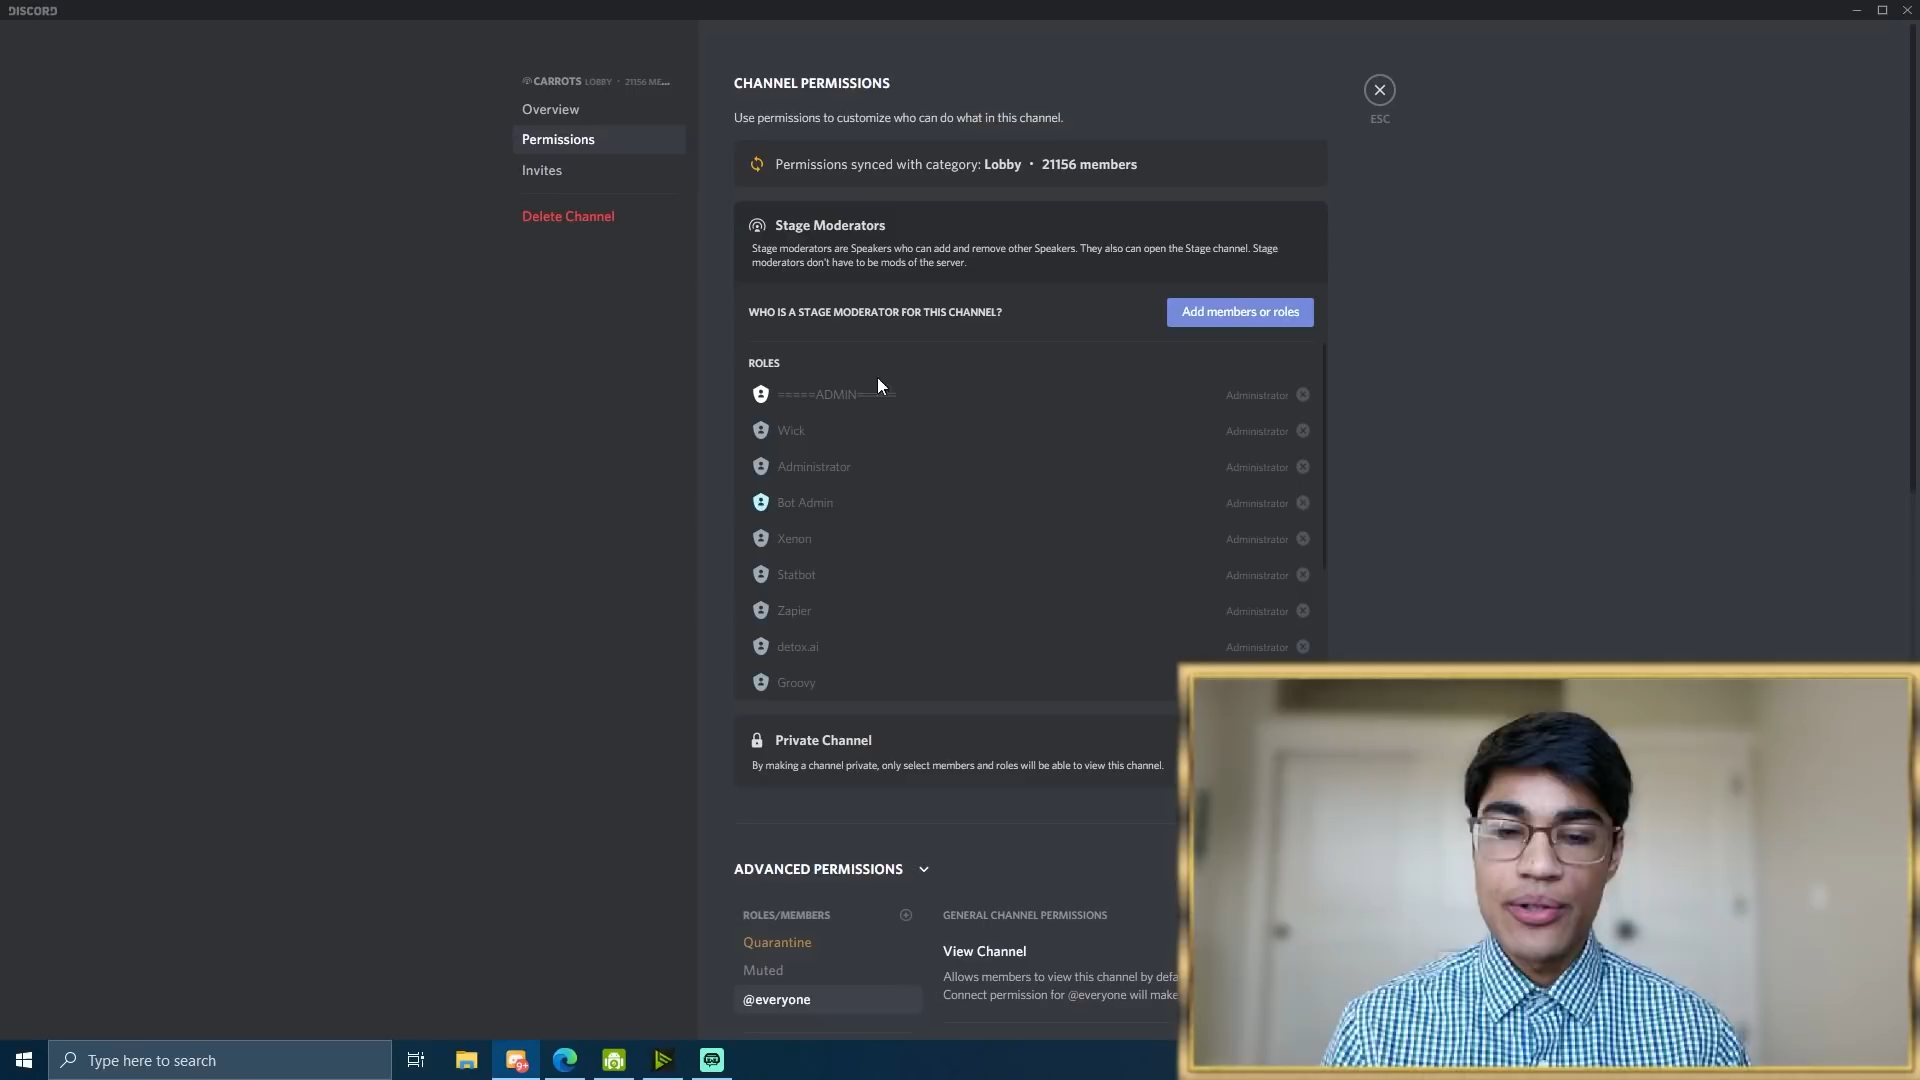 DISCORD
CARROTS LOBBY • 21156 ME...
Overview
Permissions
Invites
Delete Channel
CHANNEL PERMISSIONS
Use permissions to customize who can do what in this channel.
ESC
Permissions synced with category: Lobby • 21156 members
Stage Moderators
Stage moderators are Speakers who can add and remove other Speakers. They also can open the Stage channel. Stage
moderators don't have to be mods of the server.
WHO IS A STAGE MODERATOR FOR THIS CHANNEL?
Add members or roles
ROLES
=====ADMIN=====
Administrator
Wick
Administrator
Administrator
Administrator
Bot Admin
Administrator
Xenon
Administrator
Statbot
Administrator
Zapier
Administrator
detox.ai
Administrator
Groovy
Private Channel
By making a channel private, only select members and roles will be able to view this channel.
ADVANCED PERMISSIONS
ROLES/MEMBERS
Quarantine
Muted
@everyone
GENERAL CHANNEL PERMISSIONS
View Channel
Allows members to view this channel by defa
Connect permission for @everyone will make
Type here to search
9+